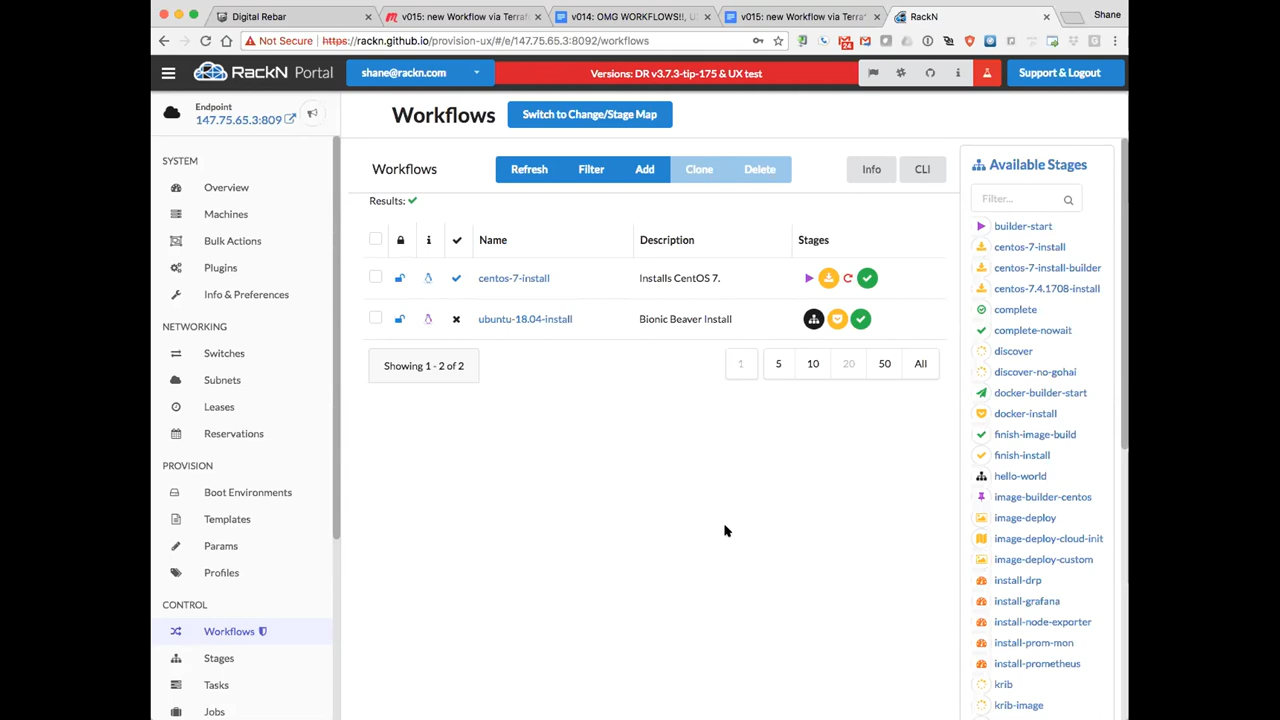 Digital Rebar
v015: new Workflow via Terrafo
v014: OMG WORKFLOWS!!, U
v015: new Workflow via Terraf
RackN
Shane
Not Secure
https://rackn.github.io/provision-ux/#/e/147.75.65.3:8092/workflows
24
RackN Portal
shane@rackn.com
Versions: DR v3.7.3-tip-175 & UX test
Support & Logout
Endpoint
147.75.65.3:809
Workflows
Switch to Change/Stage Map
SYSTEM
Overview
Machines
Bulk Actions
Plugins
Info & Preferences
NETWORKING
Switches
Subnets
Leases
Reservations
PROVISION
Boot Environments
Templates
Params
Profiles
CONTROL
Workflows
Stages
Tasks
Jobs
Workflows
Refresh
Filter
Add
Clone
Delete
Info
CLI
Results:
Name
Description
Stages
centos-7-install
Installs CentOS 7.
ubuntu-18.04-install
Bionic Beaver Install
Showing 1 - 2 of 2
1
5
10
20
50
All
Available Stages
Filter...
builder-start
centos-7-install
centos-7-install-builder
centos-7.4.1708-install
complete
complete-nowait
discover
discover-no-gohai
docker-builder-start
docker-install
finish-image-build
finish-install
hello-world
image-builder-centos
image-deploy
image-deploy-cloud-init
image-deploy-custom
install-drp
install-grafana
install-node-exporter
install-prom-mon
install-prometheus
krib
krib-image